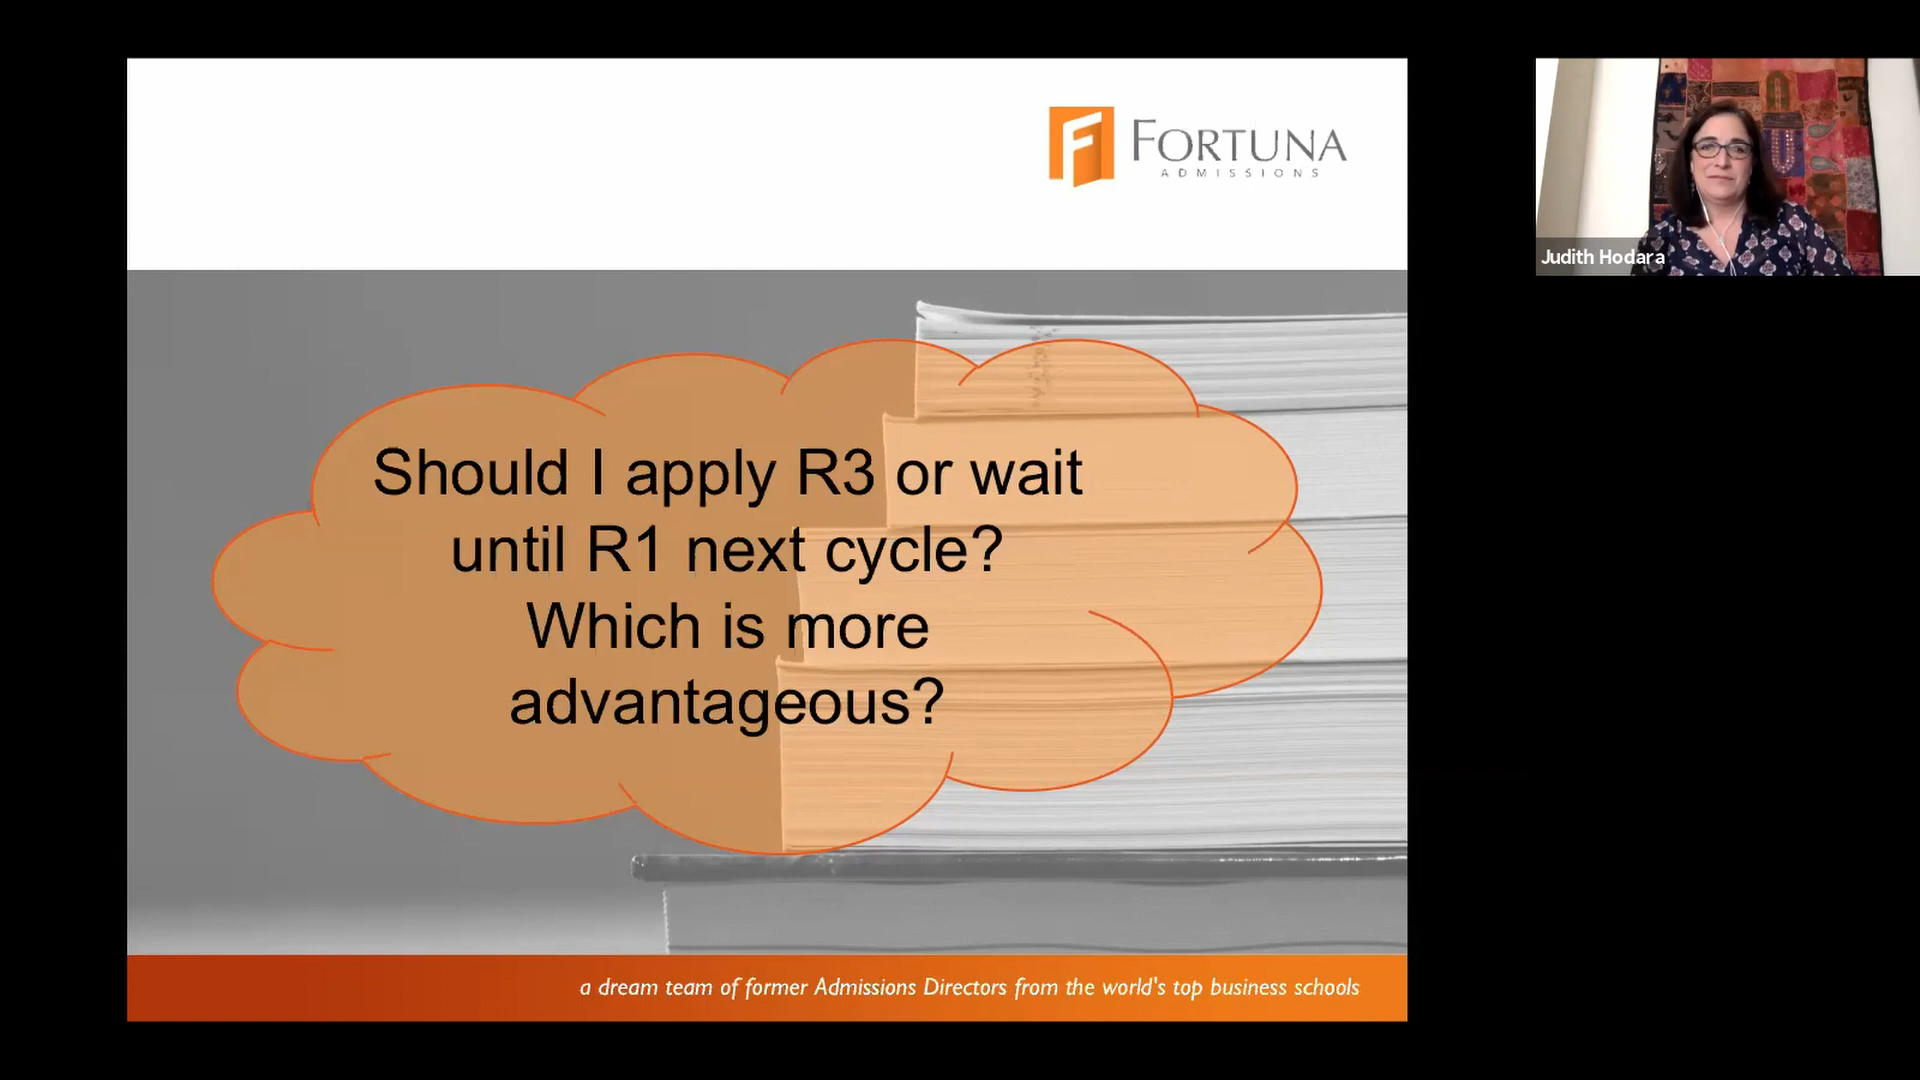 FORTUNA
ADMISSIONS
Judith Hodara
Should I apply R3 or wait
until R1 next cycle?
Which is more
advantageous?
a dream team of former Admissions Directors from the world's top business schools